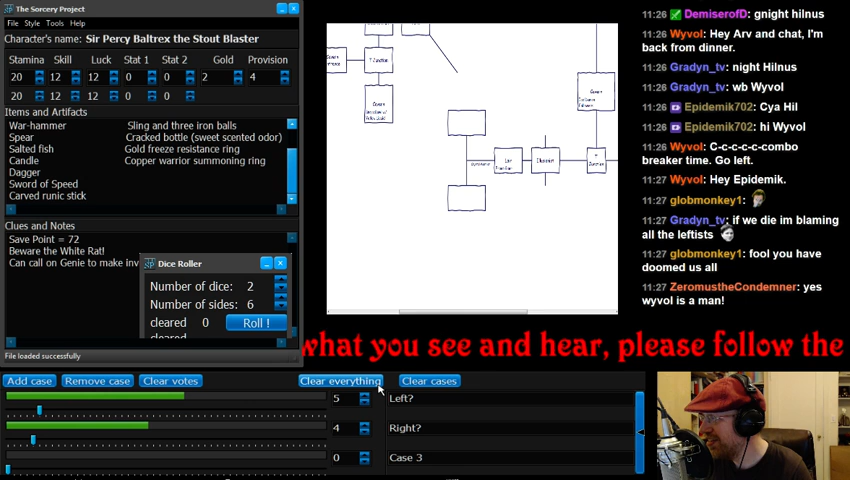 The Sorcery Project
File Style Tools Help
Character's name: Sir Percy Baltrex the Stout Blaster
Stamina Skill Luck Stat 1 Stat 2 Gold Provision
20 12 12 0 0 2 4
20 12 12 0 0
Items and Artifacts
War-hammer Sling and three iron balls
Spear Cracked bottle (sweet scented odor)
Salted fish Gold freeze resistance ring
Candle Copper warrior summoning ring
Dagger
Sword of Speed
Carved runic stick
Clues and Notes
Save Point = 72
Beware the White Rat!
Can call on Genie to make inv
Dice Roller
Number of dice: 2
Number of sides: 6
cleared 0 Roll !
cleared
File loaded successfully
T Junction
Junction
11:26 DemiserofD: gnight hilnus
11:26 Wyvol: Hey Arv and chat, I'm
back from dinner.
11:26 Gradyn_tv: night Hilnus
11:26 Gradyn_tv: wb Wyvol
11:26 Epidemik702: Cya Hil
11:26 Epidemik702: hi Wyvol
11:26 Wyvol: C-c-c-c-c-combo
breaker time. Go left.
11:27 Wyvol: Hey Epidemik.
11:27 globmonkey1:
11:27 Gradyn_tv: if we die im blaming
all the leftists
11:27 globmonkey1: fool you have
doomed us all
11:27 ZeromustheCondemner: yes
wyvol is a man!
what you see and hear, please follow the
Add case Remove case Clear votes Clear everything Clear cases
5 Left?
4 Right?
0 Case 3